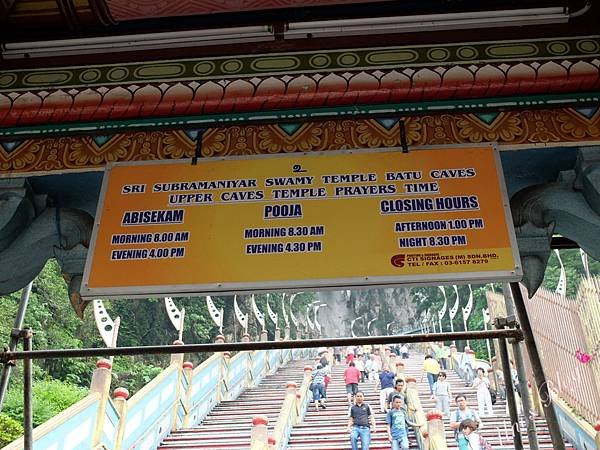 SRI SUBRAMANIYAR SWAMY TEMPLE BATU CAVES
UPPER CAVES TEMPLE PRAYERS TIME
ABISEKAM
MORNING 8.00 AM
EVENING 4.00 PM
POOJA
MORNING 8.30 AM
EVENING 4.30 PM
CLOSING HOURS
AFTERNOON 1.00 PM
NIGHT 8.30 PM
CTI SIGNAGES (M) SDN.BHD
TEL / FAX : 03-6157 8279